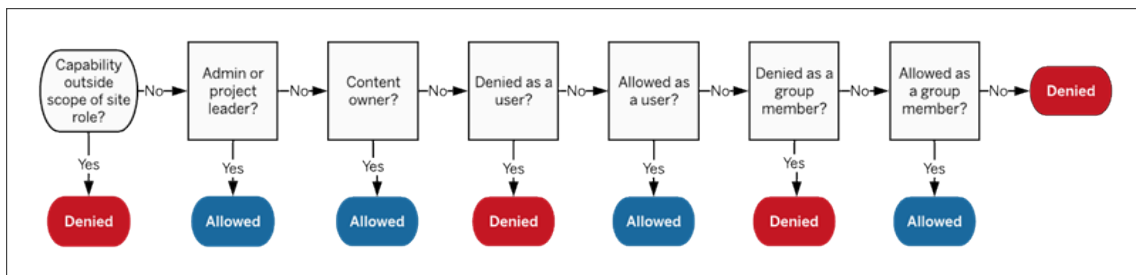 Capability
outside
scope of site
role?
No
Admin or
project
leader?
No
Content
owner?
No
Denied as a
user?
No
Allowed as
a user?
No
Denied as a
group
member?
No
Allowed as
a group
member?
No
Denied
Yes
Yes
Yes
Yes
Yes
Yes
Yes
Denied
Allowed
Allowed
Denied
Allowed
Denied
Allowed